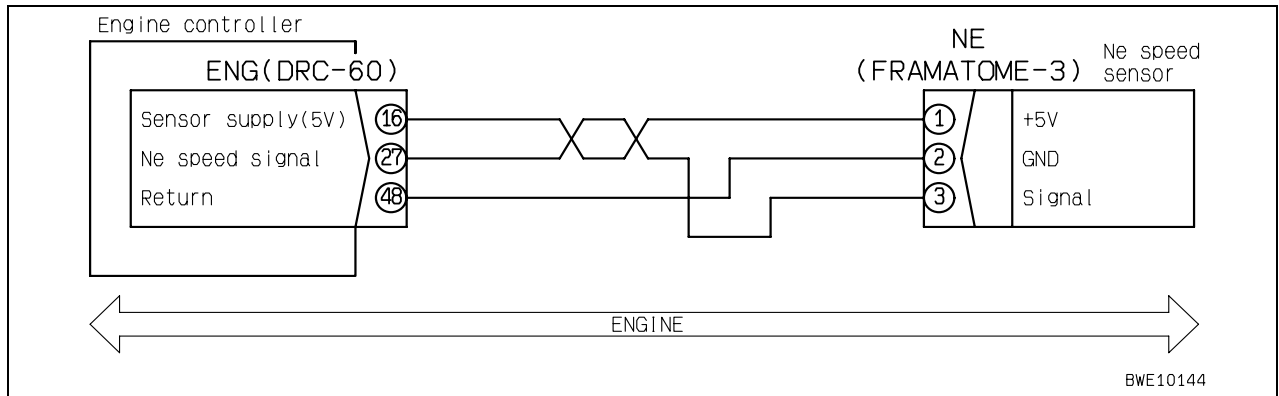 Engine controller
ENG(DRC-60)
Sensor supply(5V) 16
Ne speed signal 27
Return 48
NE
(FRAMATOME-3)
Ne speed
sensor
1 +5V
2 GND
3 Signal
ENGINE
BWE10144